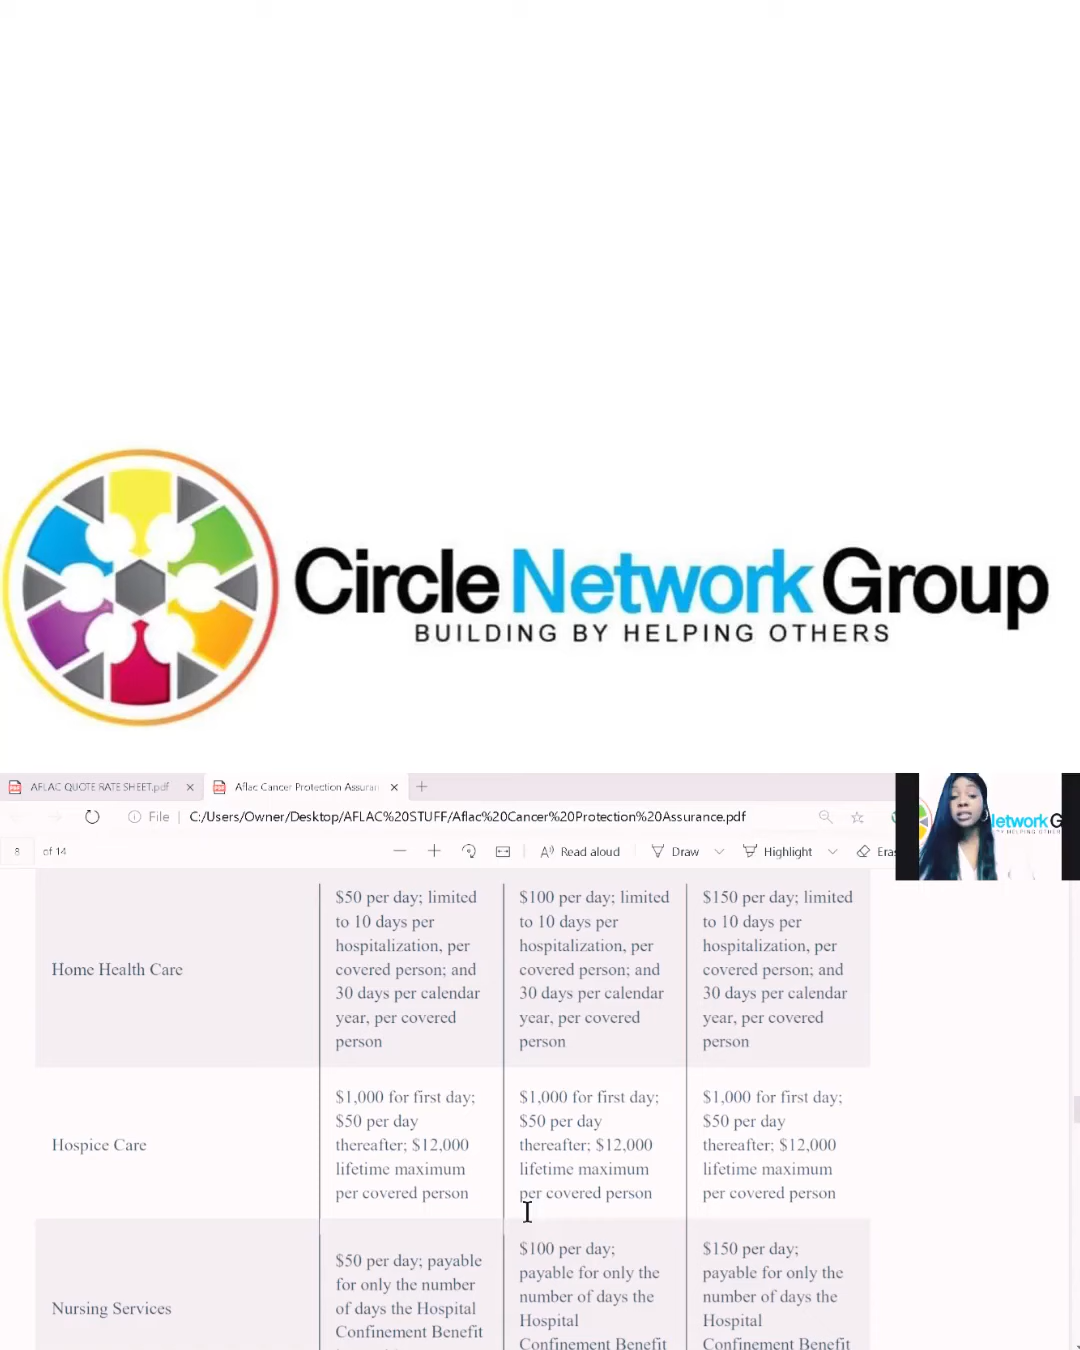 Circle Network Group
BUILDING BY HELPING OTHERS
AFLAC QUOTE RATE SHEET.pdf
Aflac Cancer Protection Assuran
File
C:/Users/Owner/Desktop/AFLAC%20STUFF/Aflac%20Cancer%20Protection%20Assurance.pdf
8 of 14
Read aloud
Draw
Highlight
Eras
Network G
BY HELPING OTHER
Home Health Care
$50 per day; limited
to 10 days per
hospitalization, per
covered person; and
30 days per calendar
year, per covered
person
$100 per day; limited
to 10 days per
hospitalization, per
covered person; and
30 days per calendar
year, per covered
person
$150 per day; limited
to 10 days per
hospitalization, per
covered person; and
30 days per calendar
year, per covered
person
Hospice Care
$1,000 for first day;
$50 per day
thereafter; $12,000
lifetime maximum
per covered person
$1,000 for first day;
$50 per day
thereafter; $12,000
lifetime maximum
per covered person
$1,000 for first day;
$50 per day
thereafter; $12,000
lifetime maximum
per covered person
Nursing Services
$50 per day; payable
for only the number
of days the Hospital
Confinement Benefit
$100 per day;
payable for only the
number of days the
Hospital
Confinement Benefit
$150 per day;
payable for only the
number of days the
Hospital
Confinement Benefit